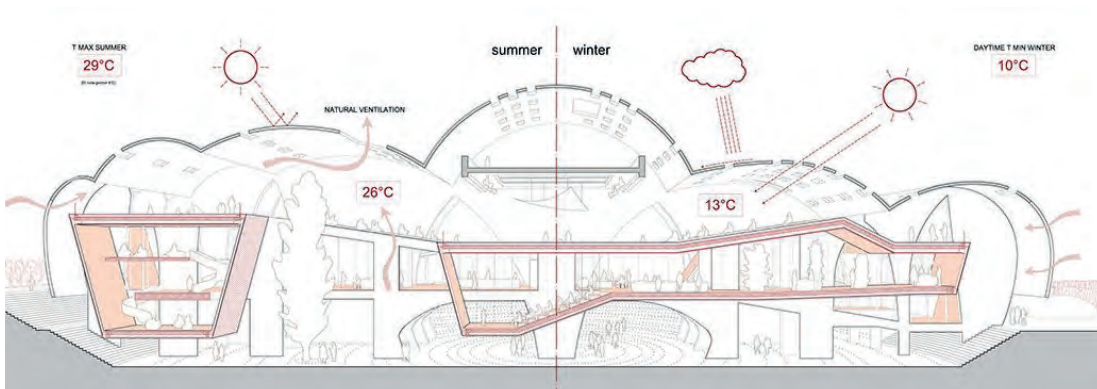 summer winter
T MAX SUMMER
29°C
DAYTIME T MIN WINTER
10°C
NATURAL VENTILATION
26°C
13°C